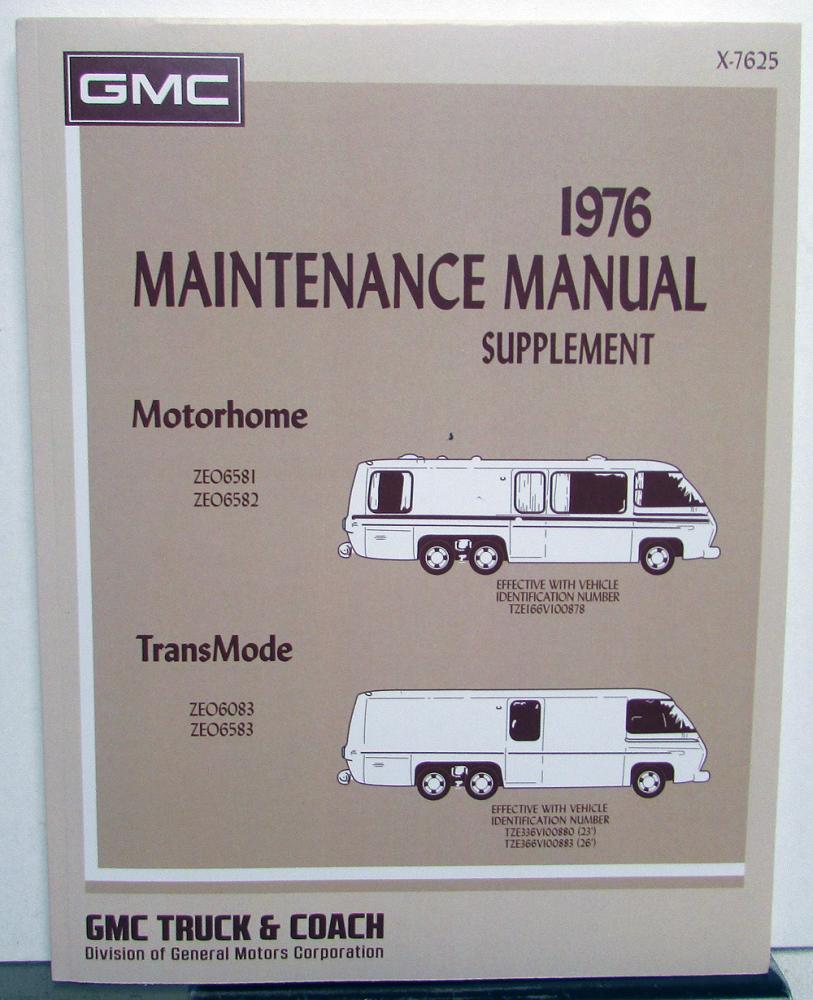 GMC
X-7625
1976
MAINTENANCE MANUAL
SUPPLEMENT
Motorhome
ZEO6581
ZEO6582
EFFECTIVE WITH VEHICLE
IDENTIFICATION NUMBER
TZE166V100878
TransMode
ZEO6083
ZEO6583
EFFECTIVE WITH VEHICLE
IDENTIFICATION NUMBER
TZE336V100880 (23')
TZE366V100883 (26')
GMC TRUCK & COACH
Division of General Motors Corporation